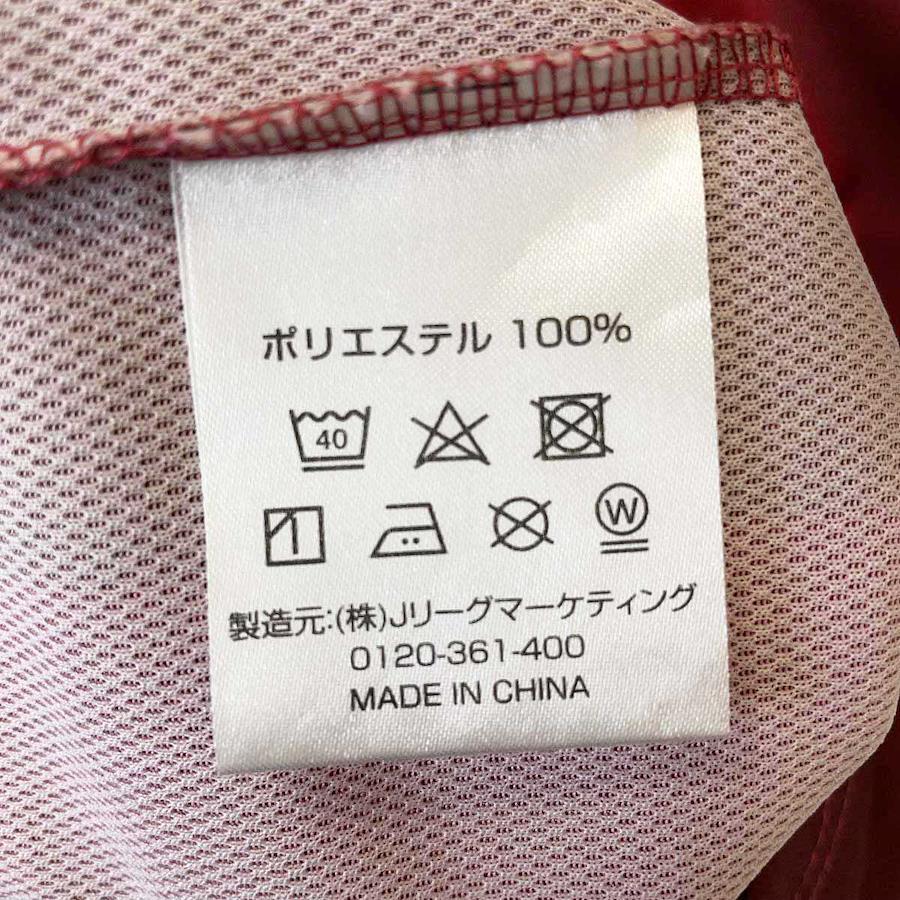 ポリエステル 100%
40
W
製造元:(株)Jリーグマーケティング
0120-361-400
MADE IN CHINA